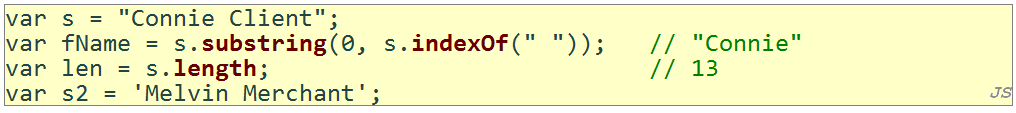 var s = "Connie Client";
var fName = s.substring(0, s.indexOf(" "));   // "Connie"
var len = s.length;                           // 13
var s2 = 'Melvin Merchant';
JS